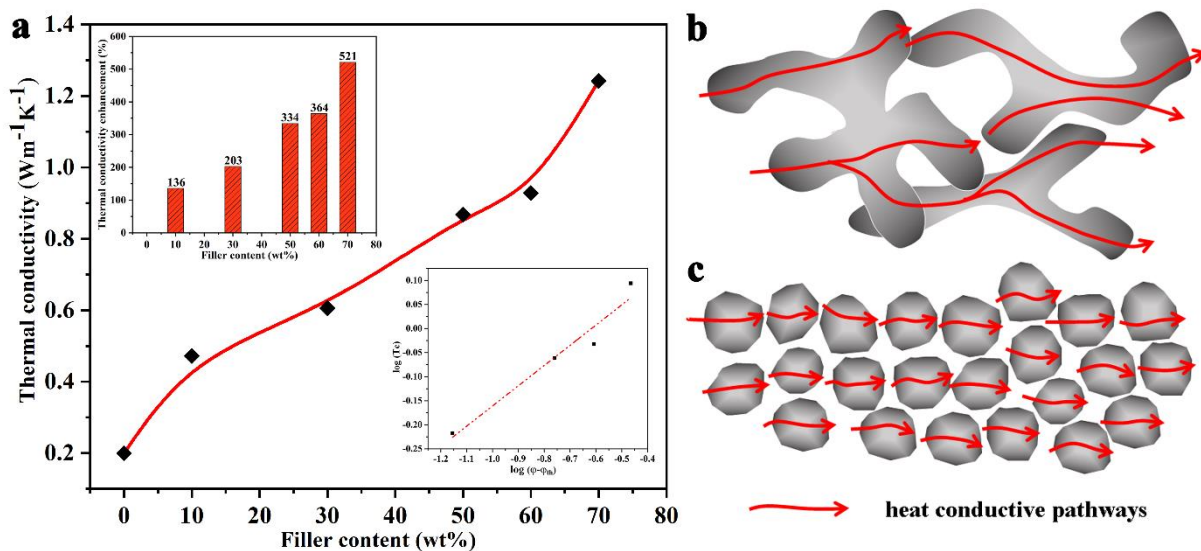 a
Thermal conductivity (Wm⁻¹K⁻¹)
1.4
1.2
1.0
0.8
0.6
0.4
0.2
0 10 20 30 40 50 60 70 80
Filler content (wt%)
Thermal conductivity enhancement (%)
600
500
400
300
200
100
0
136 203 334 364 521
0 10 20 30 40 50 60 70 80
Filler content (wt%)
log (Tc)
0.10
0.05
0.00
-0.05
-0.10
-0.15
-0.20
-0.25
-1.2 -1.1 -1.0 -0.9 -0.8 -0.7 -0.6 -0.5 -0.4
log (φ-φth)
b
c
heat conductive pathways